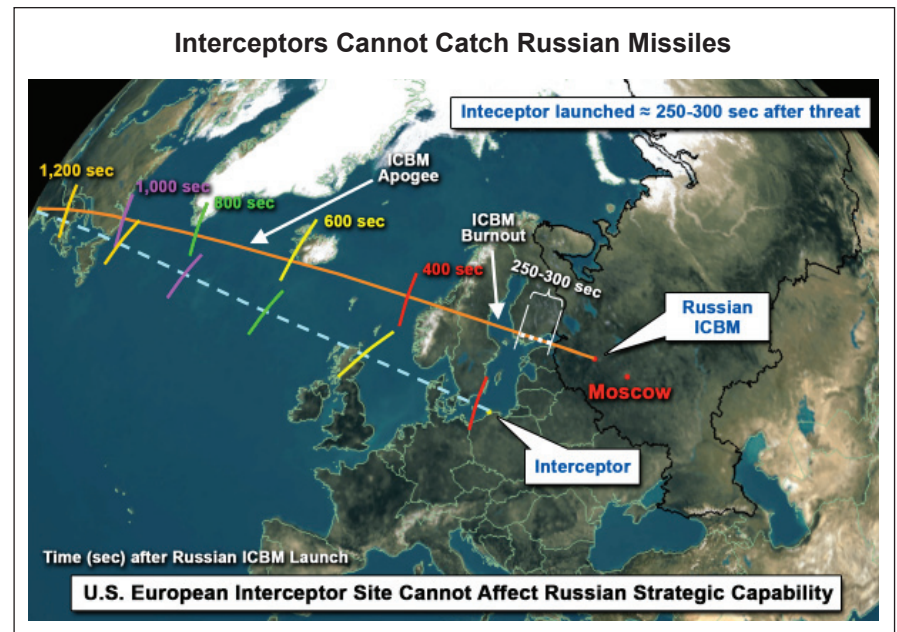 Interceptors Cannot Catch Russian Missiles
Inteceptor launched ≈ 250-300 sec after threat
ICBM
Apogee
1,200 sec
1,000 sec
800 sec
600 sec
ICBM
Burnout
400 sec
250-300 sec
Russian
ICBM
Moscow
Interceptor
Time (sec) after Russian ICBM Launch
U.S. European Interceptor Site Cannot Affect Russian Strategic Capability